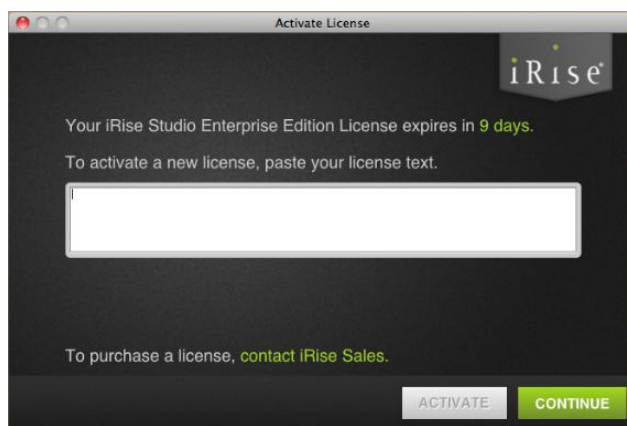 Activate License
iRise®
Your iRise Studio Enterprise Edition License expires in 9 days.
To activate a new license, paste your license text.
To purchase a license, contact iRise Sales.
ACTIVATE
CONTINUE